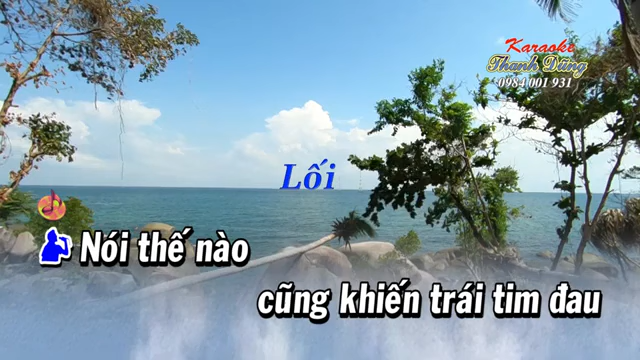 Karaoke
Thanh Dũng
0984 001 931
Lối
Nói thế nào
cũng khiến trái tim đau